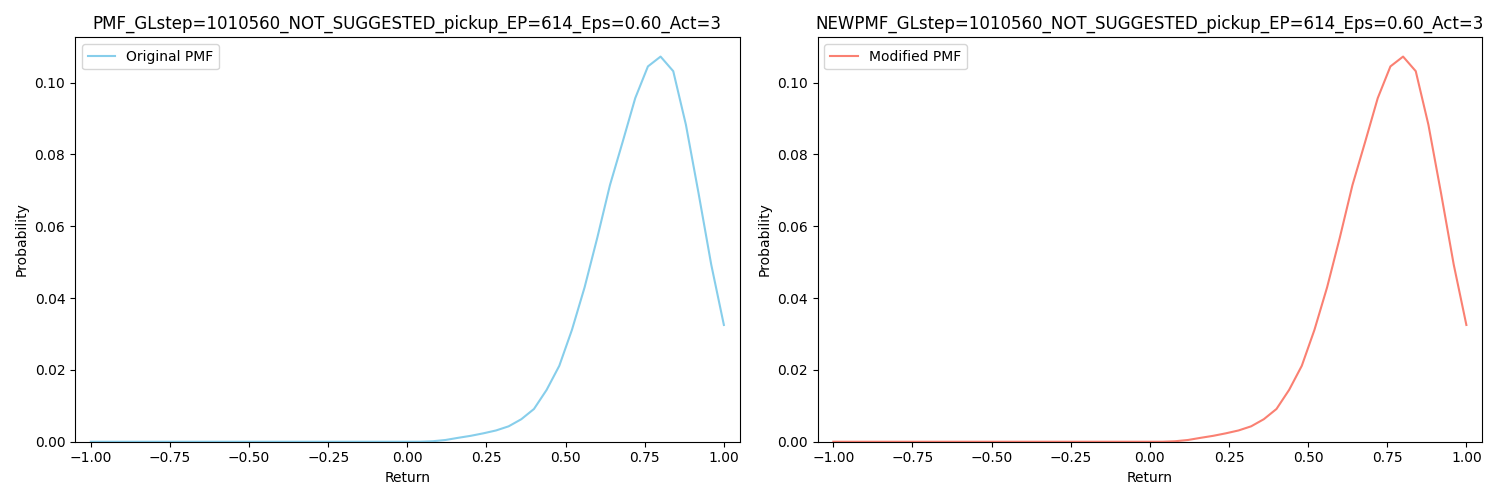 PMF_GLstep=1010560_NOT_SUGGESTED_pickup_EP=614_Eps=0.60_Act=3
Original PMF
0.10
0.08
0.06
0.04
0.02
0.00
Probability
−1.00 −0.75 −0.50 −0.25 0.00 0.25 0.50 0.75 1.00
Return
NEWPMF_GLstep=1010560_NOT_SUGGESTED_pickup_EP=614_Eps=0.60_Act=3
Modified PMF
0.10
0.08
0.06
0.04
0.02
0.00
Probability
−1.00 −0.75 −0.50 −0.25 0.00 0.25 0.50 0.75 1.00
Return